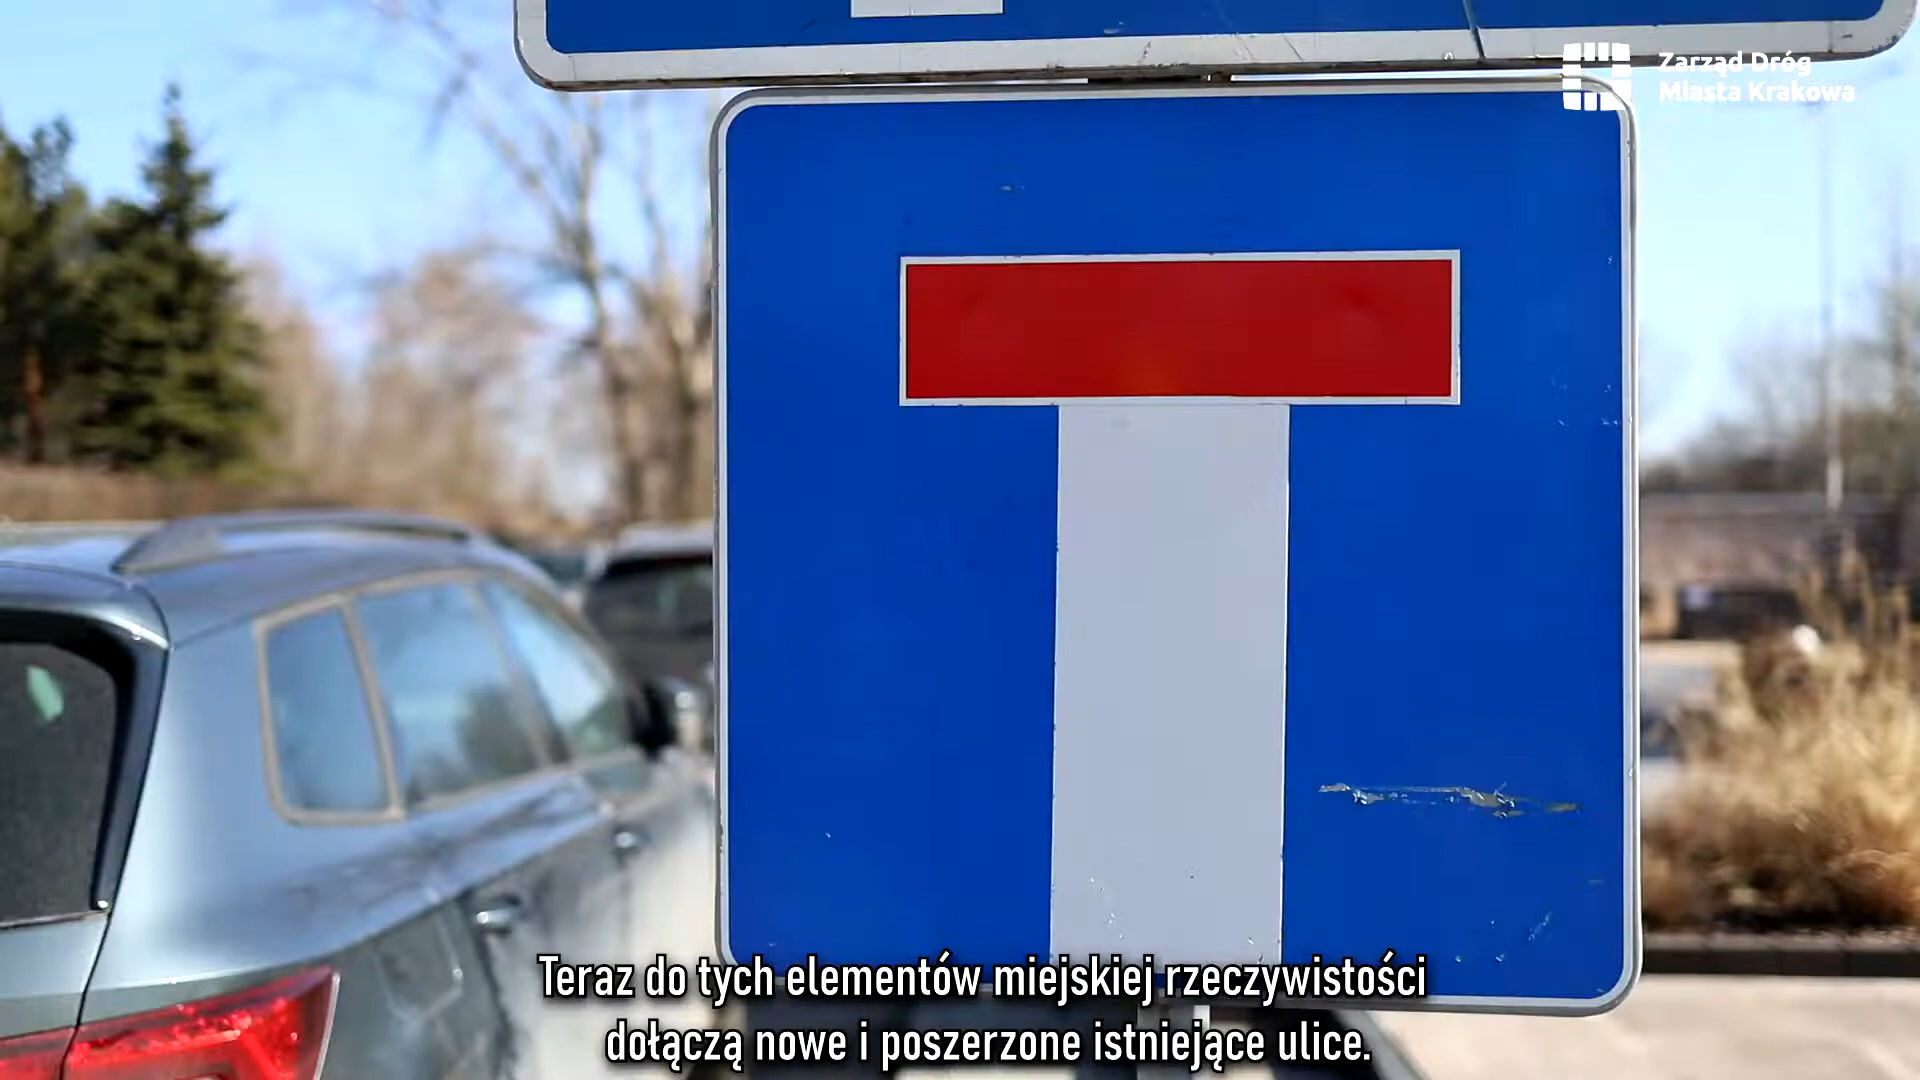 Zarząd Dróg
Miasta Krakowa
Teraz do tych elementów miejskiej rzeczywistości
dołączą nowe i poszerzone istniejące ulice.